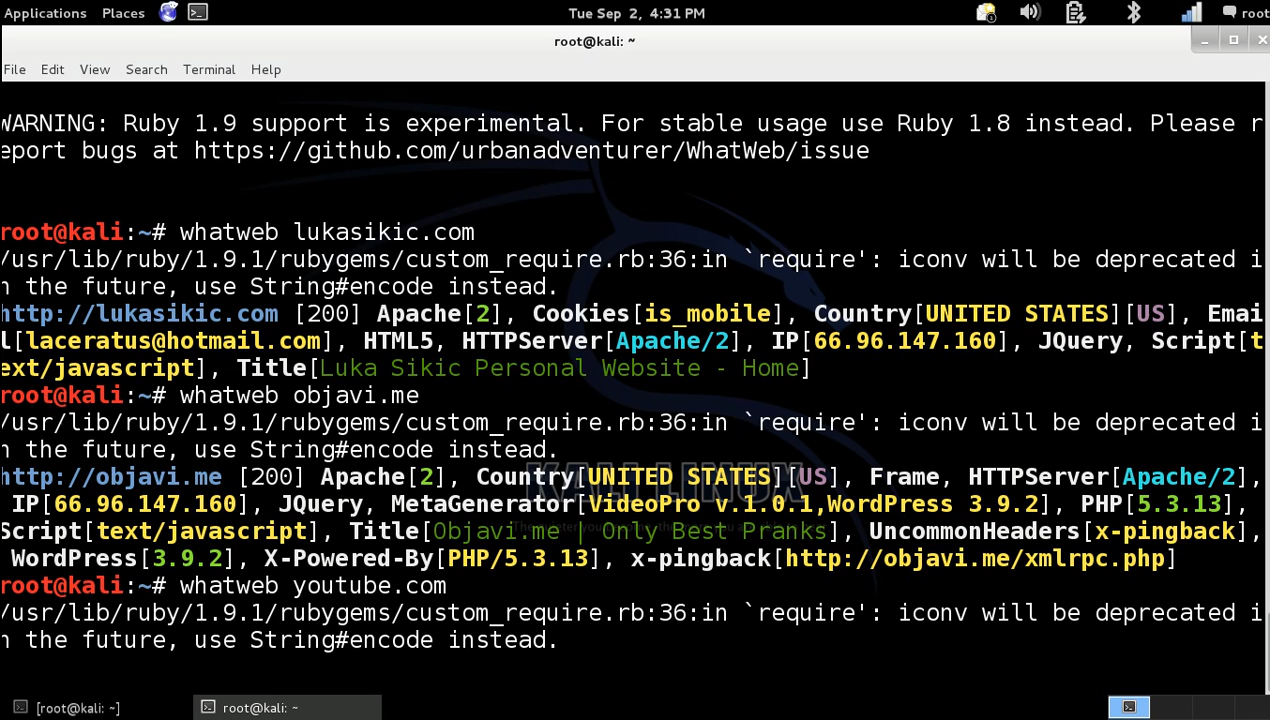 Applications Places Tue Sep 2, 4:31 PM root
root@kali: ~
File Edit View Search Terminal Help
WARNING: Ruby 1.9 support is experimental. For stable usage use Ruby 1.8 instead. Please r
eport bugs at https://github.com/urbanadventurer/WhatWeb/issue
root@kali:~# whatweb lukasikic.com
/usr/lib/ruby/1.9.1/rubygems/custom_require.rb:36:in `require': iconv will be deprecated i
n the future, use String#encode instead.
http://lukasikic.com [200] Apache[2], Cookies[is_mobile], Country[UNITED STATES][US], Emai
l[laceratus@hotmail.com], HTML5, HTTPServer[Apache/2], IP[66.96.147.160], JQuery, Script[t
ext/javascript], Title[Luka Sikic Personal Website - Home]
root@kali:~# whatweb objavi.me
/usr/lib/ruby/1.9.1/rubygems/custom_require.rb:36:in `require': iconv will be deprecated i
n the future, use String#encode instead.
http://objavi.me [200] Apache[2], Country[UNITED STATES][US], Frame, HTTPServer[Apache/2],
IP[66.96.147.160], JQuery, MetaGenerator[VideoPro v.1.0.1,WordPress 3.9.2], PHP[5.3.13],
Script[text/javascript], Title[Objavi.me | Only Best Pranks], UncommonHeaders[x-pingback],
WordPress[3.9.2], X-Powered-By[PHP/5.3.13], x-pingback[http://objavi.me/xmlrpc.php]
root@kali:~# whatweb youtube.com
/usr/lib/ruby/1.9.1/rubygems/custom_require.rb:36:in `require': iconv will be deprecated i
n the future, use String#encode instead.
KALI LINUX
[root@kali: ~] root@kali: ~